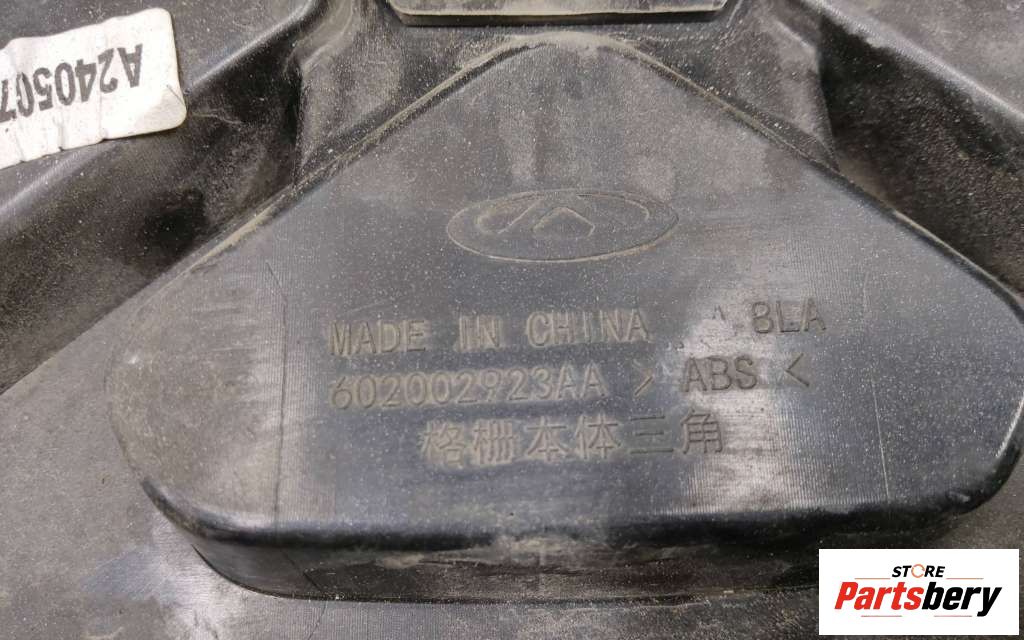 A240507
MADE IN CHINA BLA
602002923AA > ABS <
格栅本体三角
STORE
Partsbery